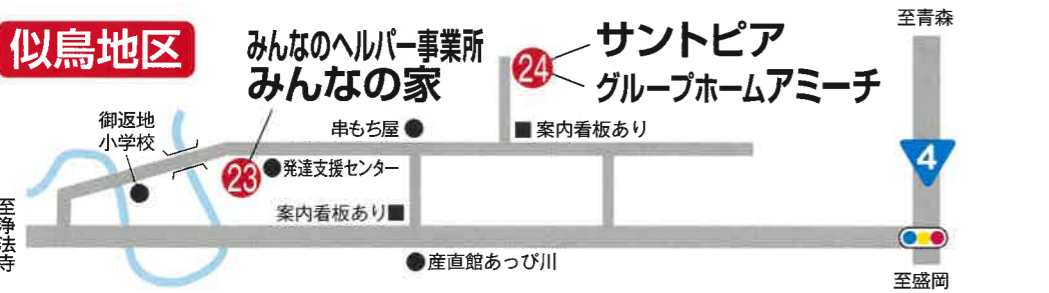 似鳥地区
みんなのヘルパー事業所
みんなの家
サントピア
グループホームアミーチ
24
至青森
御返地
小学校
串もち屋
案内看板あり
4
23
発達支援センター
案内看板あり
至浄法寺
産直館あっぴ川
至盛岡